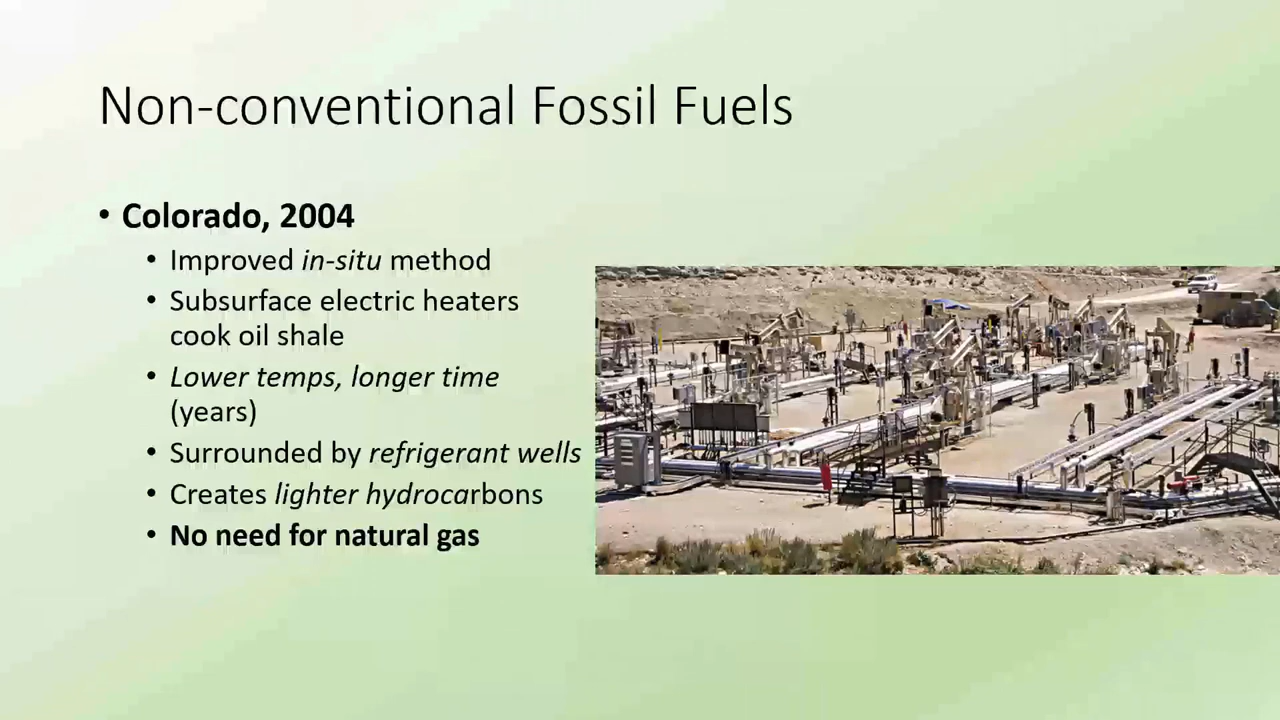 Non-conventional Fossil Fuels
• Colorado, 2004
• Improved in-situ method
• Subsurface electric heaters
cook oil shale
• Lower temps, longer time
(years)
• Surrounded by refrigerant wells
• Creates lighter hydrocarbons
• No need for natural gas